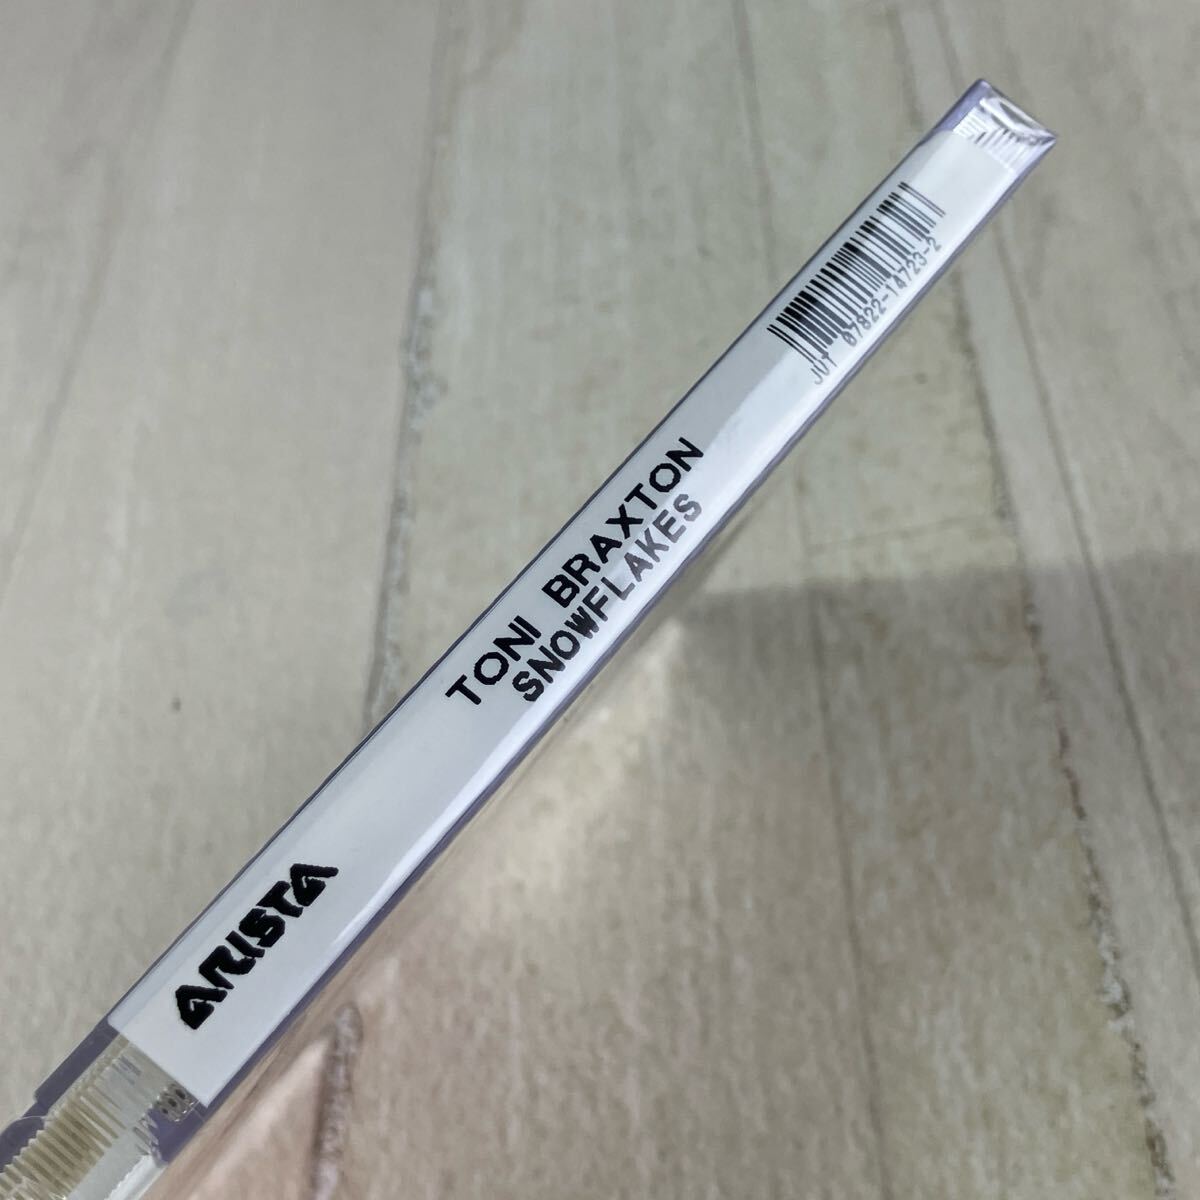 ARISTA
TONI BRAXTON
SNOWFLAKES
07822-14723-2